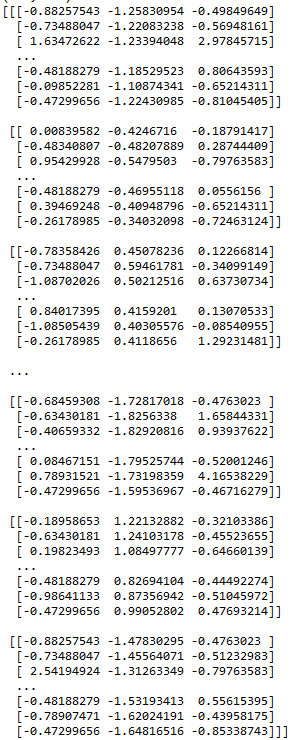 [[[-0.88257543 -1.25830954 -0.49849649]
[-0.73488047 -1.22083238 -0.56948161]
[ 1.63472622 -1.23394048 2.97845715]
...
[-0.48188279 -1.18529523 0.80643593]
[-0.09852281 -1.10874341 -0.65214311]
[-0.47299656 -1.22430985 -0.81045405]]
[[ 0.00839582 -0.4246716 -0.18791417]
[-0.48340807 -0.48207889 0.28744409]
[ 0.95429928 -0.5479503 -0.79763583]
...
[-0.48188279 -0.46955118 0.0556156 ]
[ 0.39469248 -0.40948796 -0.65214311]
[-0.26178985 -0.34032098 -0.72463124]]
[[-0.78358426 0.45078236 0.12266814]
[-0.73488047 0.59461781 -0.34099149]
[-1.08702026 0.50212516 0.63730734]
...
[ 0.84017395 0.4159201 0.13070533]
[-1.08505439 0.40305576 -0.08540955]
[-0.26178985 0.4118656 1.29231481]]
...
[[-0.68459308 -1.72817018 -0.4763023 ]
[-0.63430181 -1.8256338 1.65844331]
[-0.40659332 -1.82920816 0.93937622]
...
[ 0.08467151 -1.79525744 -0.52001246]
[ 0.78931521 -1.73198359 4.16538229]
[-0.47299656 -1.59536967 -0.46716279]]
[[-0.18958653 1.22132882 -0.32103386]
[-0.63430181 1.24103178 -0.45523655]
[ 0.19823493 1.08497777 -0.64660139]
...
[-0.48188279 0.82694104 -0.44492274]
[-0.98641133 0.87356942 -0.51045972]
[-0.47299656 0.99052802 0.47693214]]
[[-0.88257543 -1.47830295 -0.4763023 ]
[-0.73488047 -1.45564071 -0.51232983]
[ 2.54194924 -1.31263349 -0.79763583]
...
[-0.48188279 -1.53193413 0.55615395]
[-0.78907471 -1.62024191 -0.43958175]
[-0.47299656 -1.64816516 -0.85338743]]]